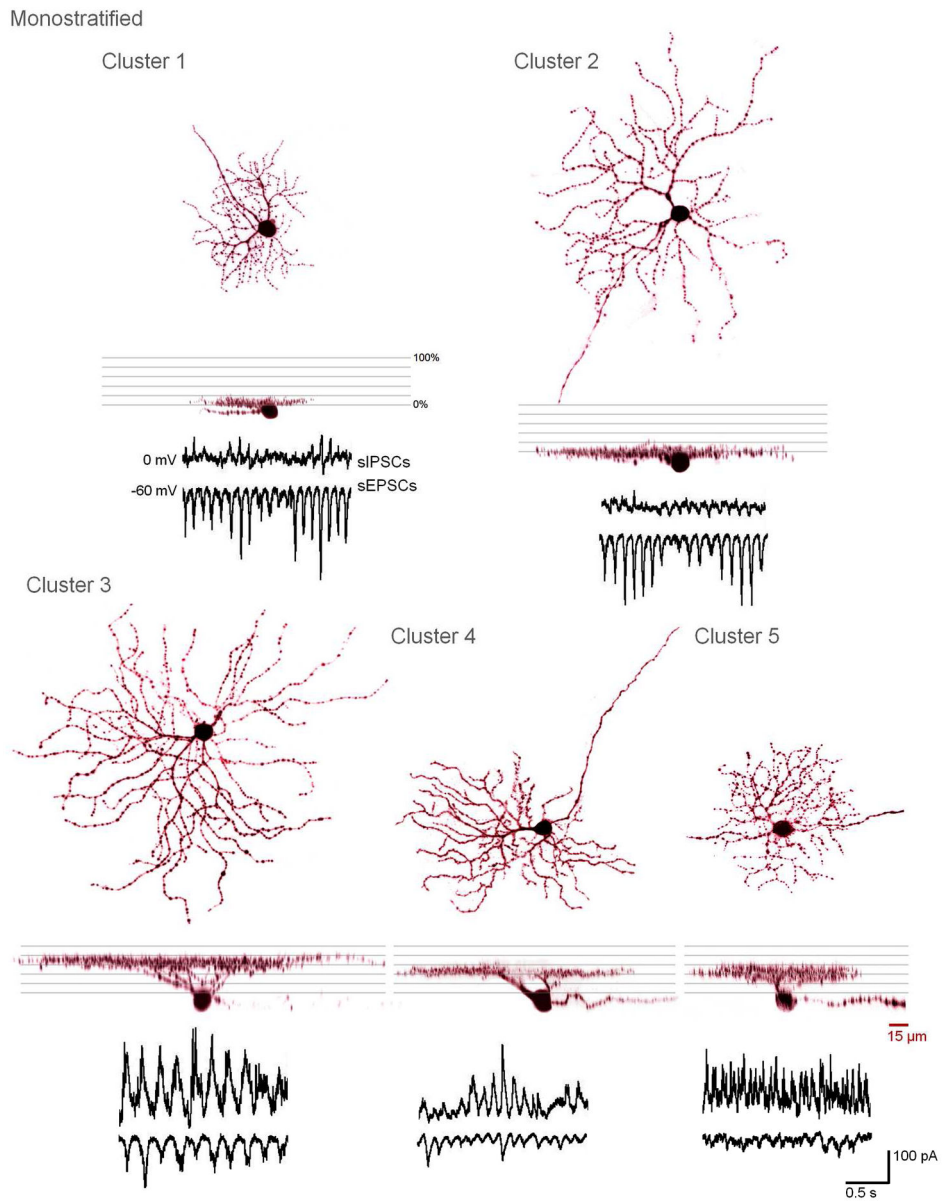 Monostratified
Cluster 1
Cluster 2
100%
0%
0 mV
sIPSCs
-60 mV
sEPSCs
Cluster 3
Cluster 4
Cluster 5
15 µm
100 pA
0.5 s